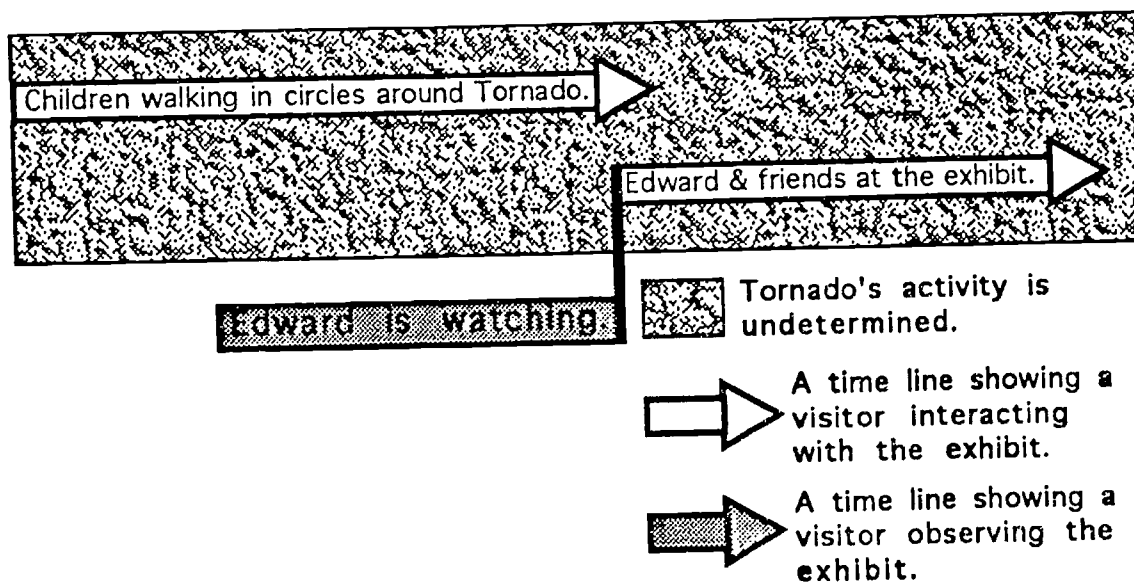 Children walking in circles around Tornado.
Edward & friends at the exhibit.
Edward is watching.
Tornado's activity is
undetermined.
A time line showing a
visitor interacting
with the exhibit.
A time line showing a
visitor observing the
exhibit.